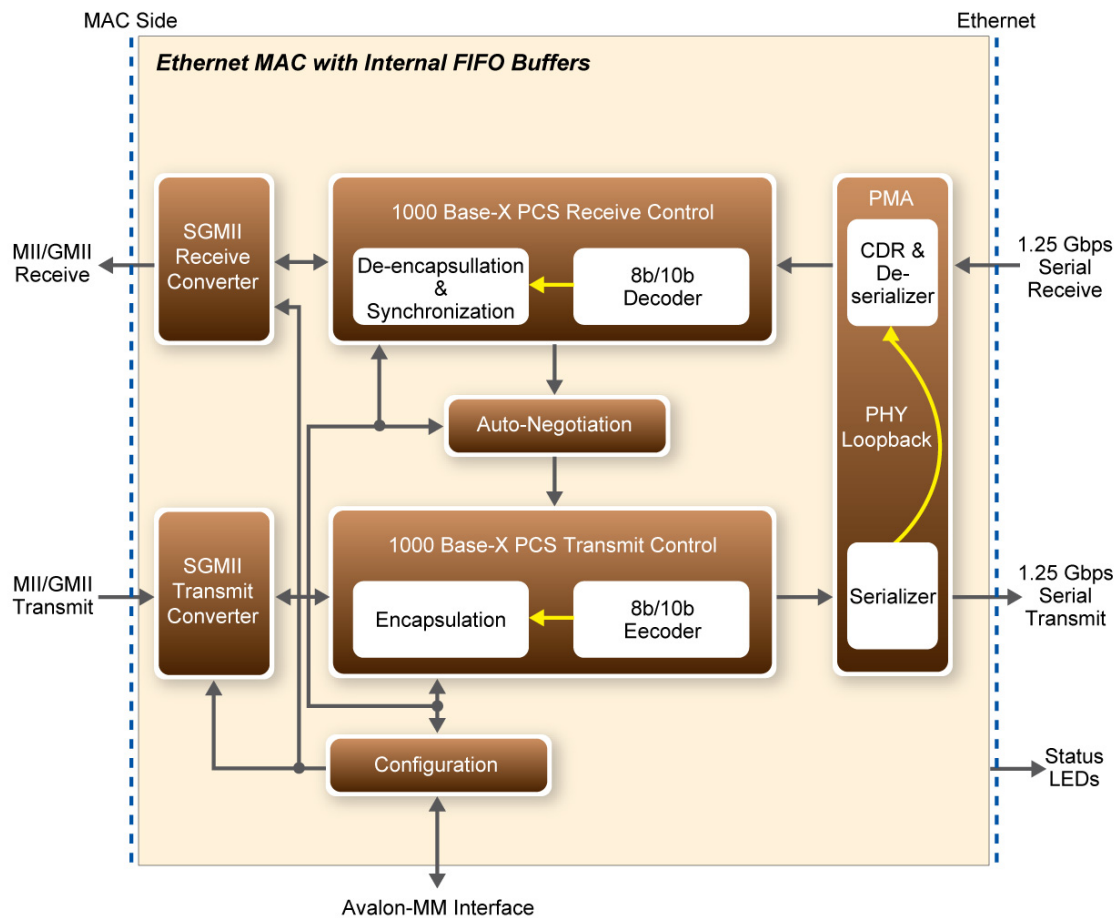 MAC Side
Ethernet
Ethernet MAC with Internal FIFO Buffers
MII/GMII
Receive
SGMII
Receive
Converter
1000 Base-X PCS Receive Control
De-encapsullation
&
Synchronization
8b/10b
Decoder
PMA
CDR &
De-
serializer
1.25 Gbps
Serial
Receive
Auto-Negotiation
PHY
Loopback
MII/GMII
Transmit
SGMII
Transmit
Converter
1000 Base-X PCS Transmit Control
Encapsulation
8b/10b
Eecoder
Serializer
1.25 Gbps
Serial
Transmit
Configuration
Status
LEDs
Avalon-MM Interface